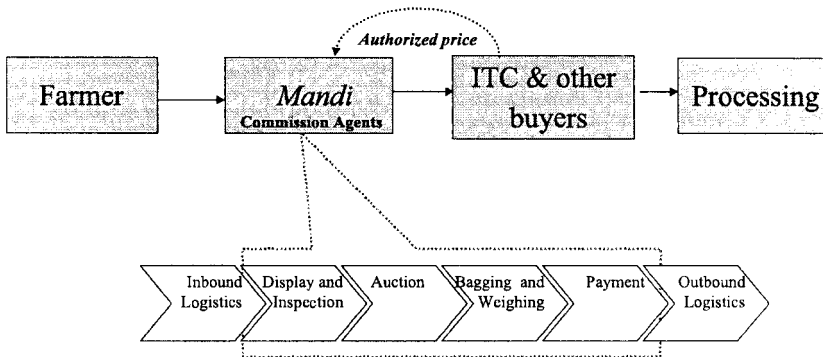 Authorized price
Farmer
Mandi
Commission Agents
ITC & other
buyers
Processing
Inbound
Logistics
Display and
Inspection
Auction
Bagging and
Weighing
Payment
Outbound
Logistics